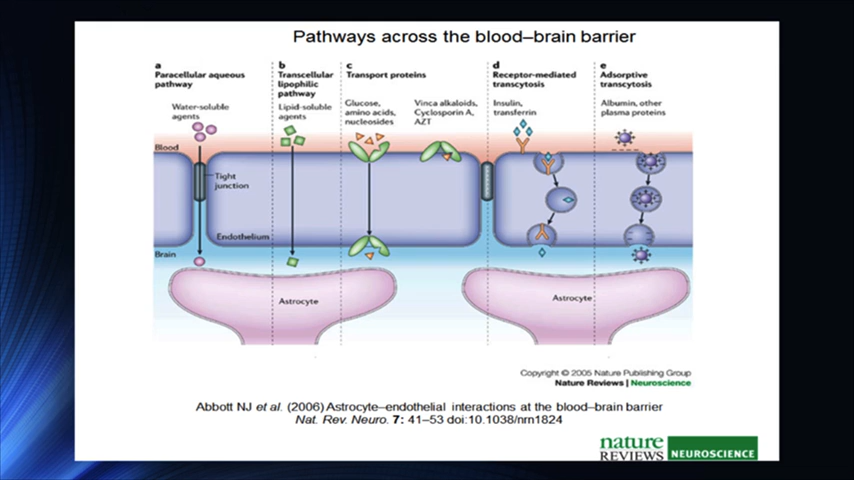 Pathways across the blood–brain barrier
a
Paracellular aqueous
pathway
b
Transcellular
lipophilic
pathway
c
Transport proteins
d
Receptor-mediated
transcytosis
e
Adsorptive
transcytosis
Water-soluble
agents
Lipid-soluble
agents
Glucose,
amino acids,
nucleosides
Vinca alkaloids,
Cyclosporin A,
AZT
Insulin,
transferrin
Albumin, other
plasma proteins
Blood
Tight
junction
Endothelium
Brain
Astrocyte
Astrocyte
Copyright © 2005 Nature Publishing Group
Nature Reviews | Neuroscience
Abbott NJ et al. (2006) Astrocyte–endothelial interactions at the blood–brain barrier
Nat. Rev. Neuro. 7: 41–53 doi:10.1038/nrn1824
nature
REVIEWS NEUROSCIENCE